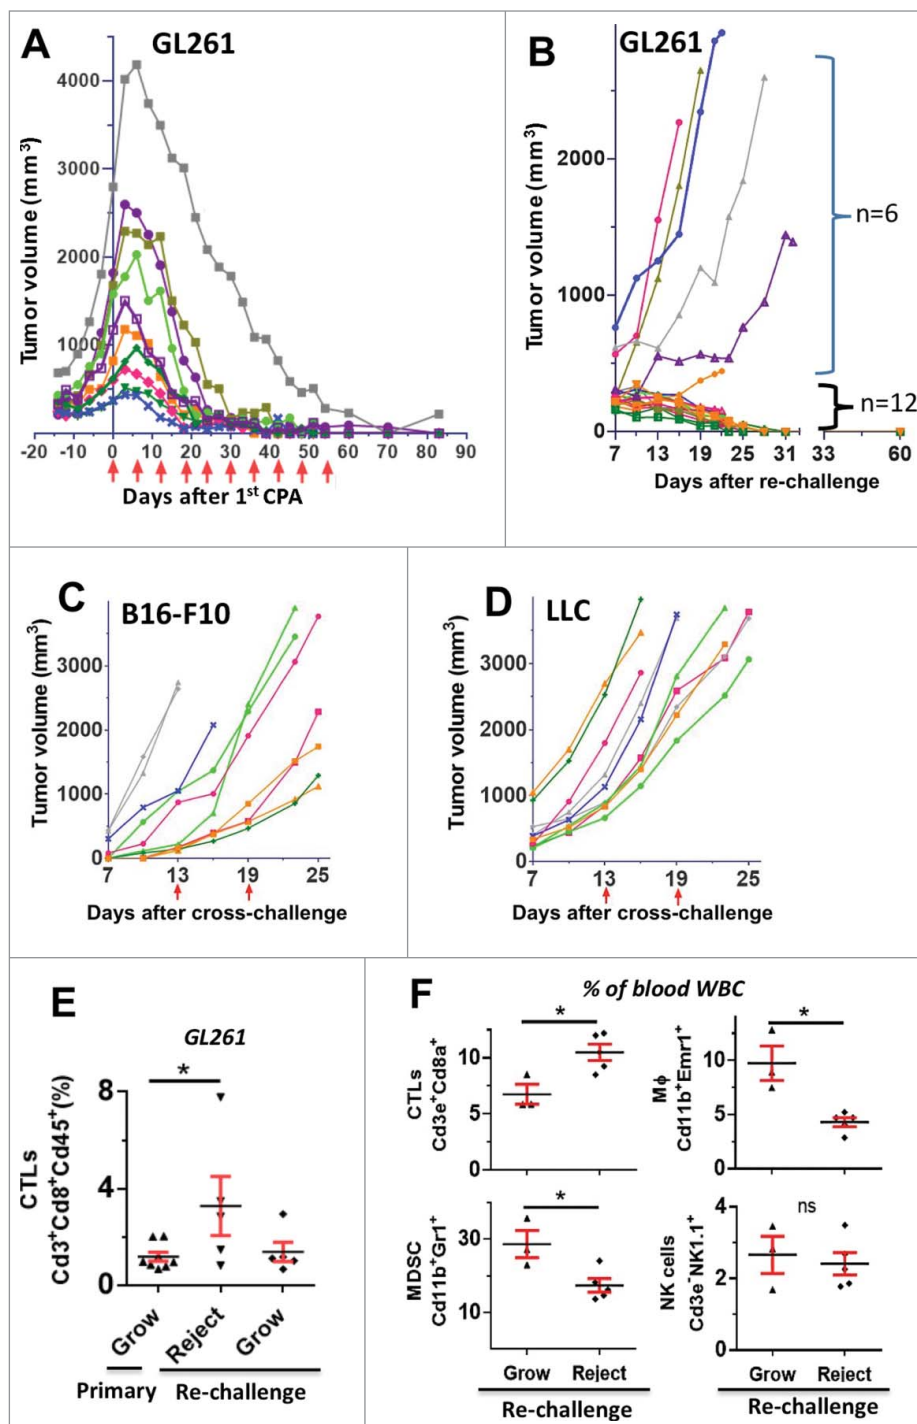 A
GL261
Tumor volume (mm³)
4000
3000
2000
1000
0
-20
-10
0
10
20
30
40
50
60
70
80
90
Days after 1st CPA
B
GL261
Tumor volume (mm³)
2000
1000
0
7
13
19
25
31
33
60
Days after re-challenge
n=6
n=12
C
B16-F10
Tumor volume (mm³)
3000
2000
1000
0
7
13
19
25
Days after cross-challenge
D
LLC
Tumor volume (mm³)
3000
2000
1000
0
7
13
19
25
Days after cross-challenge
E
GL261
*
CTLs
Cd3⁺Cd8⁺Cd45⁺(%)
8
4
0
Grow
Reject
Grow
Primary
Re-challenge
F
% of blood WBC
*
CTLs
Cd3e⁺Cd8a⁺
10
5
0
*
Mφ
Cd11b⁺Emr1⁺
10
5
0
*
MDSC
Cd11b⁺Gr1⁺
30
10
Grow
Reject
Re-challenge
ns
NK cells
Cd3e⁻NK1.1⁺
4
2
0
Grow
Reject
Re-challenge